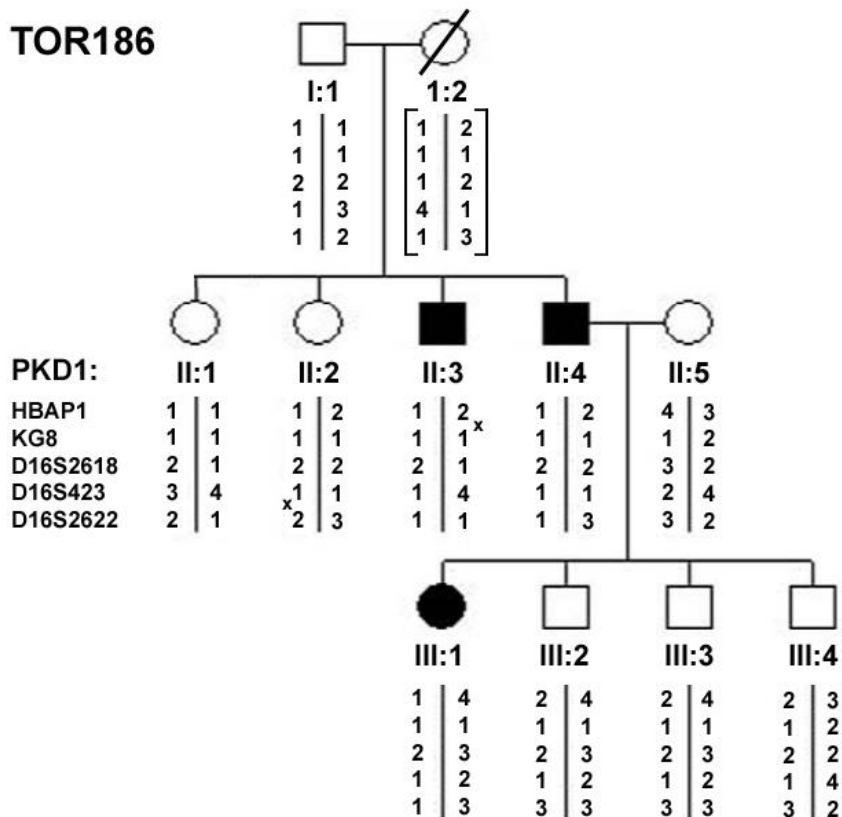 TOR186
I:1 1:2
1 1 1 2
1 1 1 1
2 2 1 2
1 3 4 1
1 2 1 3
PKD1: II:1 II:2 II:3 II:4 II:5
HBAP1 1 1 1 2 1 2 1 2 4 3
x
KG8 1 1 1 1 1 1 1 1 1 2
D16S2618 2 1 2 2 2 1 2 2 3 2
D16S423 3 4 1 1 1 4 1 1 2 4
x
D16S2622 2 1 2 3 1 1 1 3 3 2
III:1 III:2 III:3 III:4
1 4 2 4 2 4 2 3
1 1 1 1 1 1 1 2
2 3 2 3 2 3 2 2
1 2 1 2 1 2 1 4
1 3 3 3 3 3 3 2